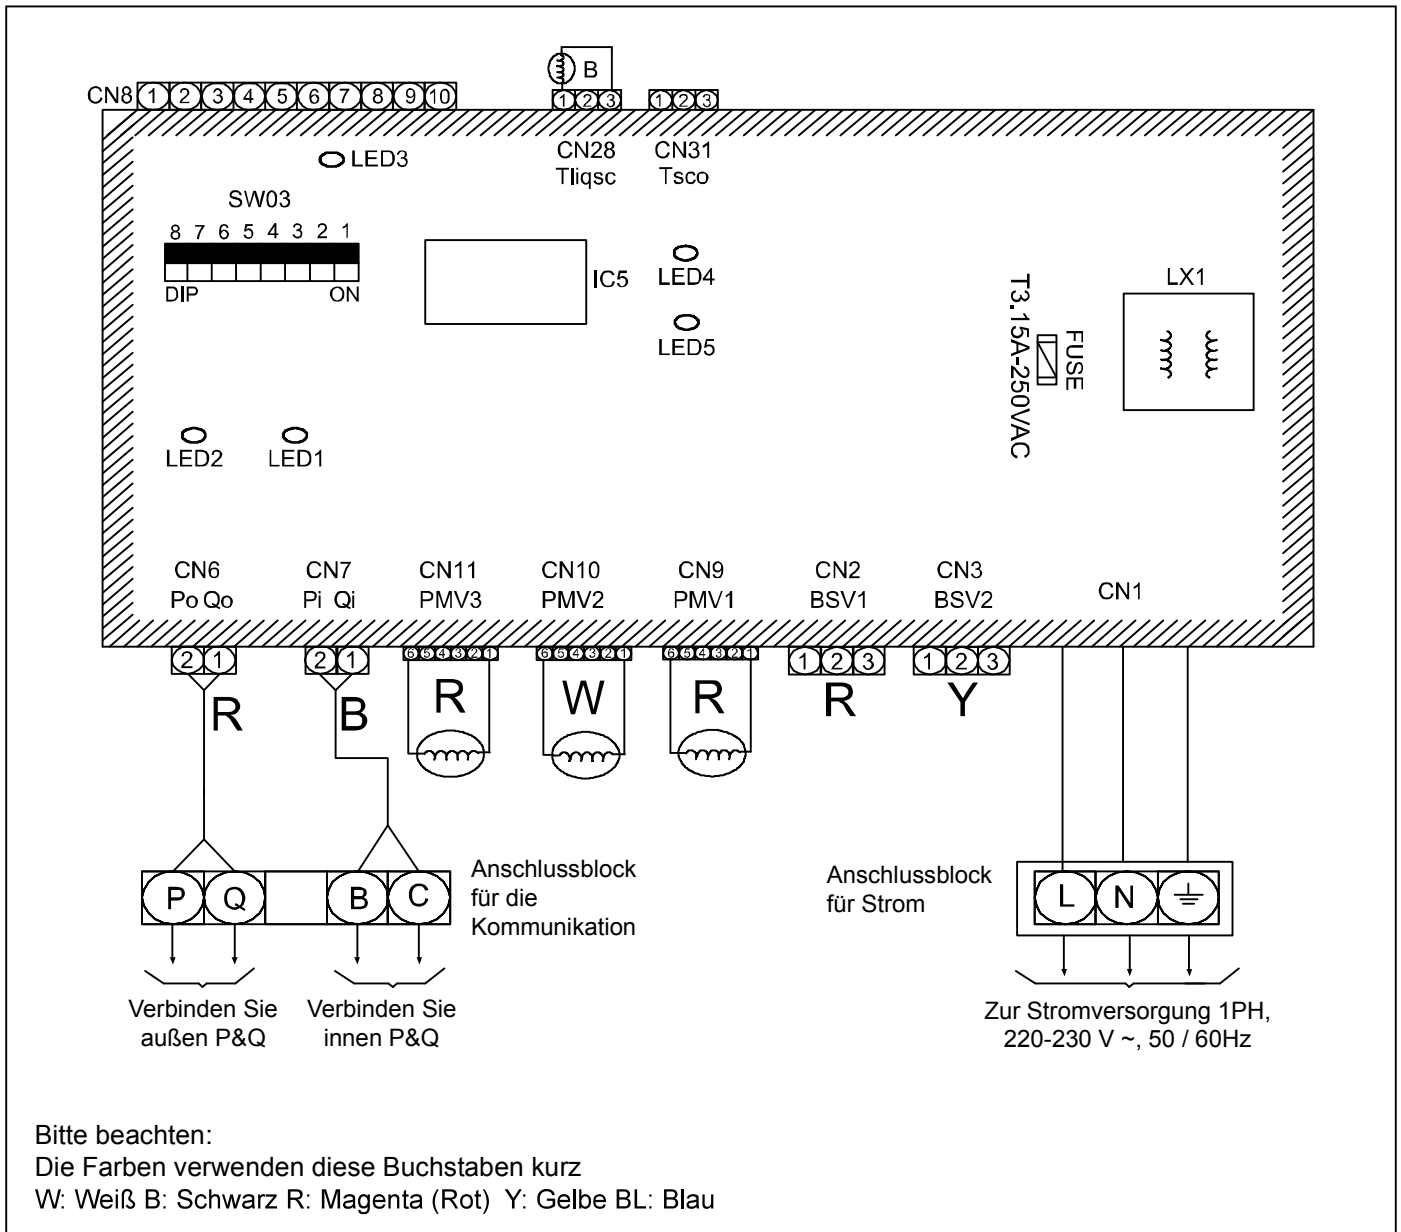 B
CN8 1 2 3 4 5 6 7 8 9 10
1 2 3
1 2 3
LED3
CN28
Tliqsc
CN31
Tsco
SW03
8 7 6 5 4 3 2 1
DIP ON
IC5
LED4
LED5
T3.15A-250VAC
FUSE
LX1
LED2
LED1
CN6
Po Qo
CN7
Pi Qi
CN11
PMV3
CN10
PMV2
CN9
PMV1
CN2
BSV1
CN3
BSV2
CN1
2 1
2 1
6 5 4 3 2 1
6 5 4 3 2 1
6 5 4 3 2 1
1 2 3
1 2 3
R
B
R
W
R
R
Y
P Q B C
Anschlussblock
für die
Kommunikation
Anschlussblock
für Strom
L N
Verbinden Sie
außen P&Q
Verbinden Sie
innen P&Q
Zur Stromversorgung 1PH,
220-230 V ~, 50 / 60Hz
Bitte beachten:
Die Farben verwenden diese Buchstaben kurz
W: Weiß B: Schwarz R: Magenta (Rot) Y: Gelbe BL: Blau